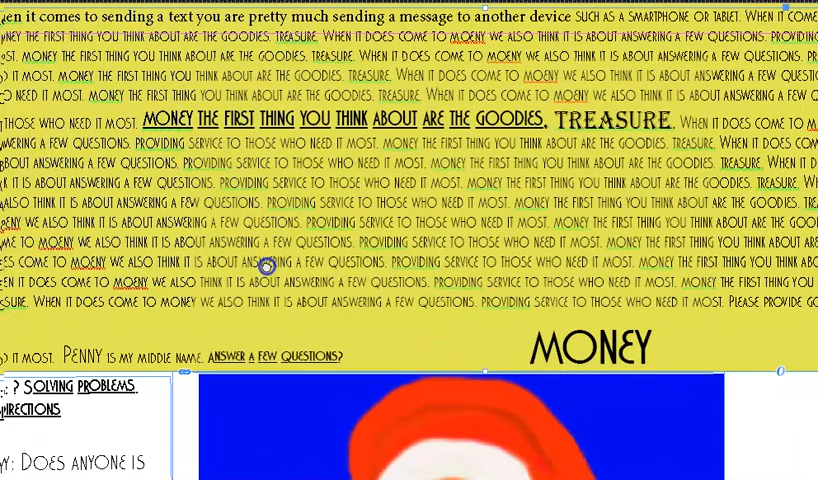 en it comes to sending a text you are pretty much sending a message to another device such as a smartphone or tablet. When it come
ney the first thing you think about are the goodies. Treasure. When it does come to moeny we also think it is about answering a few questions. Providing
ost. Money the first thing you think about are the goodies. Treasure. When it does come to moeny we also think it is about answering a few questions. Pr
it most. Money the first thing you think about are the goodies. Treasure. When it does come to moeny we also think it is about answering a few questi
o need it most. Money the first thing you think about are the goodies. Treasure. When it does come to moeny we also think it is about answering a few q
those who need it most. Money the first thing you think about are the goodies. Treasure. When it does come to m
wering a few questions. Providing service to those who need it most. Money the first thing you think about are the goodies. Treasure. When it does com
about answering a few questions. Providing service to those who need it most. Money the first thing you think about are the goodies. Treasure. When it d
k it is about answering a few questions. Providing service to those who need it most. Money the first thing you think about are the goodies. Treasure. Wh
also think it is about answering a few questions. Providing service to those who need it most. Money the first thing you think about are the goodies. Tre
eny we also think it is about answering a few questions. Providing service to those who need it most. Money the first thing you think about are the good
me to moeny we also think it is about answering a few questions. Providing service to those who need it most. Money the first thing you think about are
es come to moeny we also think it is about answering a few questions. Providing service to those who need it most. Money the first thing you think abo
en it does come to moeny we also think it is about answering a few questions. Providing service to those who need it most. Money the first thing you
sure. When it does come to money we also think it is about answering a few questions. Providing service to those who need it most. Please provide go
it most. Penny is my middle name. Answer a few questions?
MONEY
: ? Solving problems.
spirections
y: Does anyone is